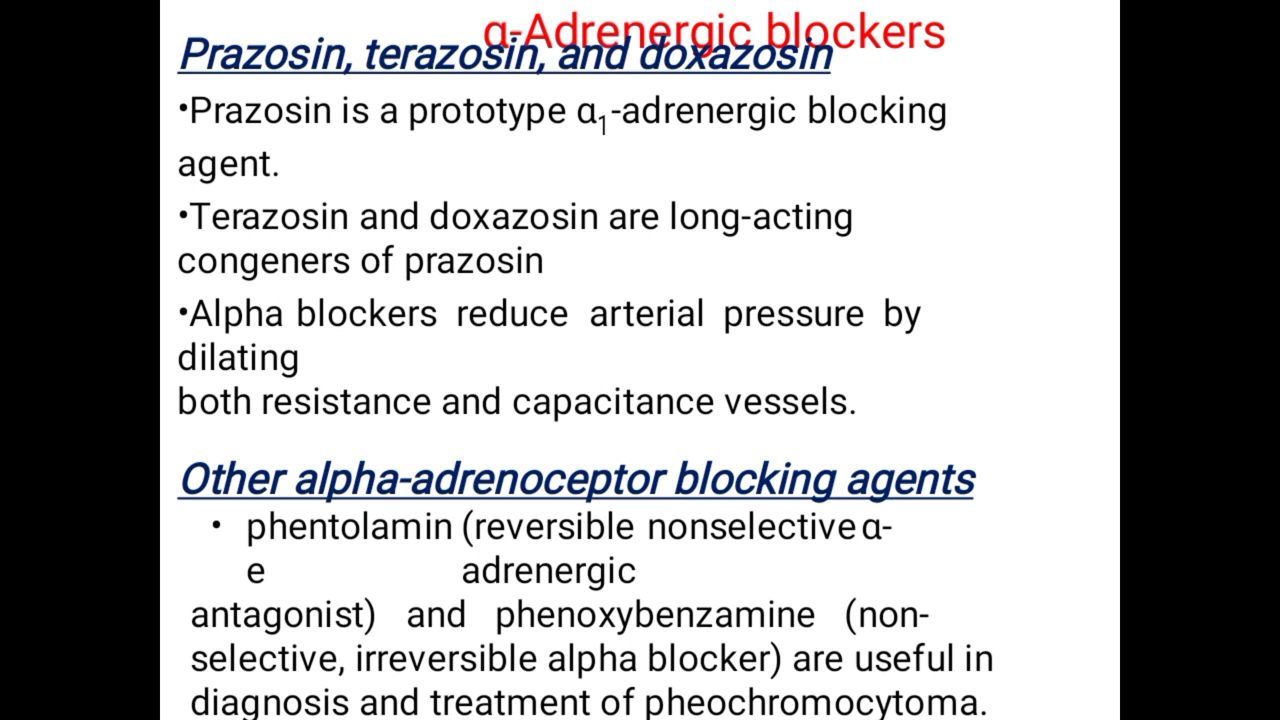 α-Adrenergic blockers
Prazosin, terazosin, and doxazosin
•Prazosin is a prototype α1-adrenergic blocking
agent.
•Terazosin and doxazosin are long-acting
congeners of prazosin
•Alpha blockers reduce arterial pressure by
dilating
both resistance and capacitance vessels.
Other alpha-adrenoceptor blocking agents
• phentolamin (reversible nonselective α-
e adrenergic
antagonist) and phenoxybenzamine (non-
selective, irreversible alpha blocker) are useful in
diagnosis and treatment of pheochromocytoma.